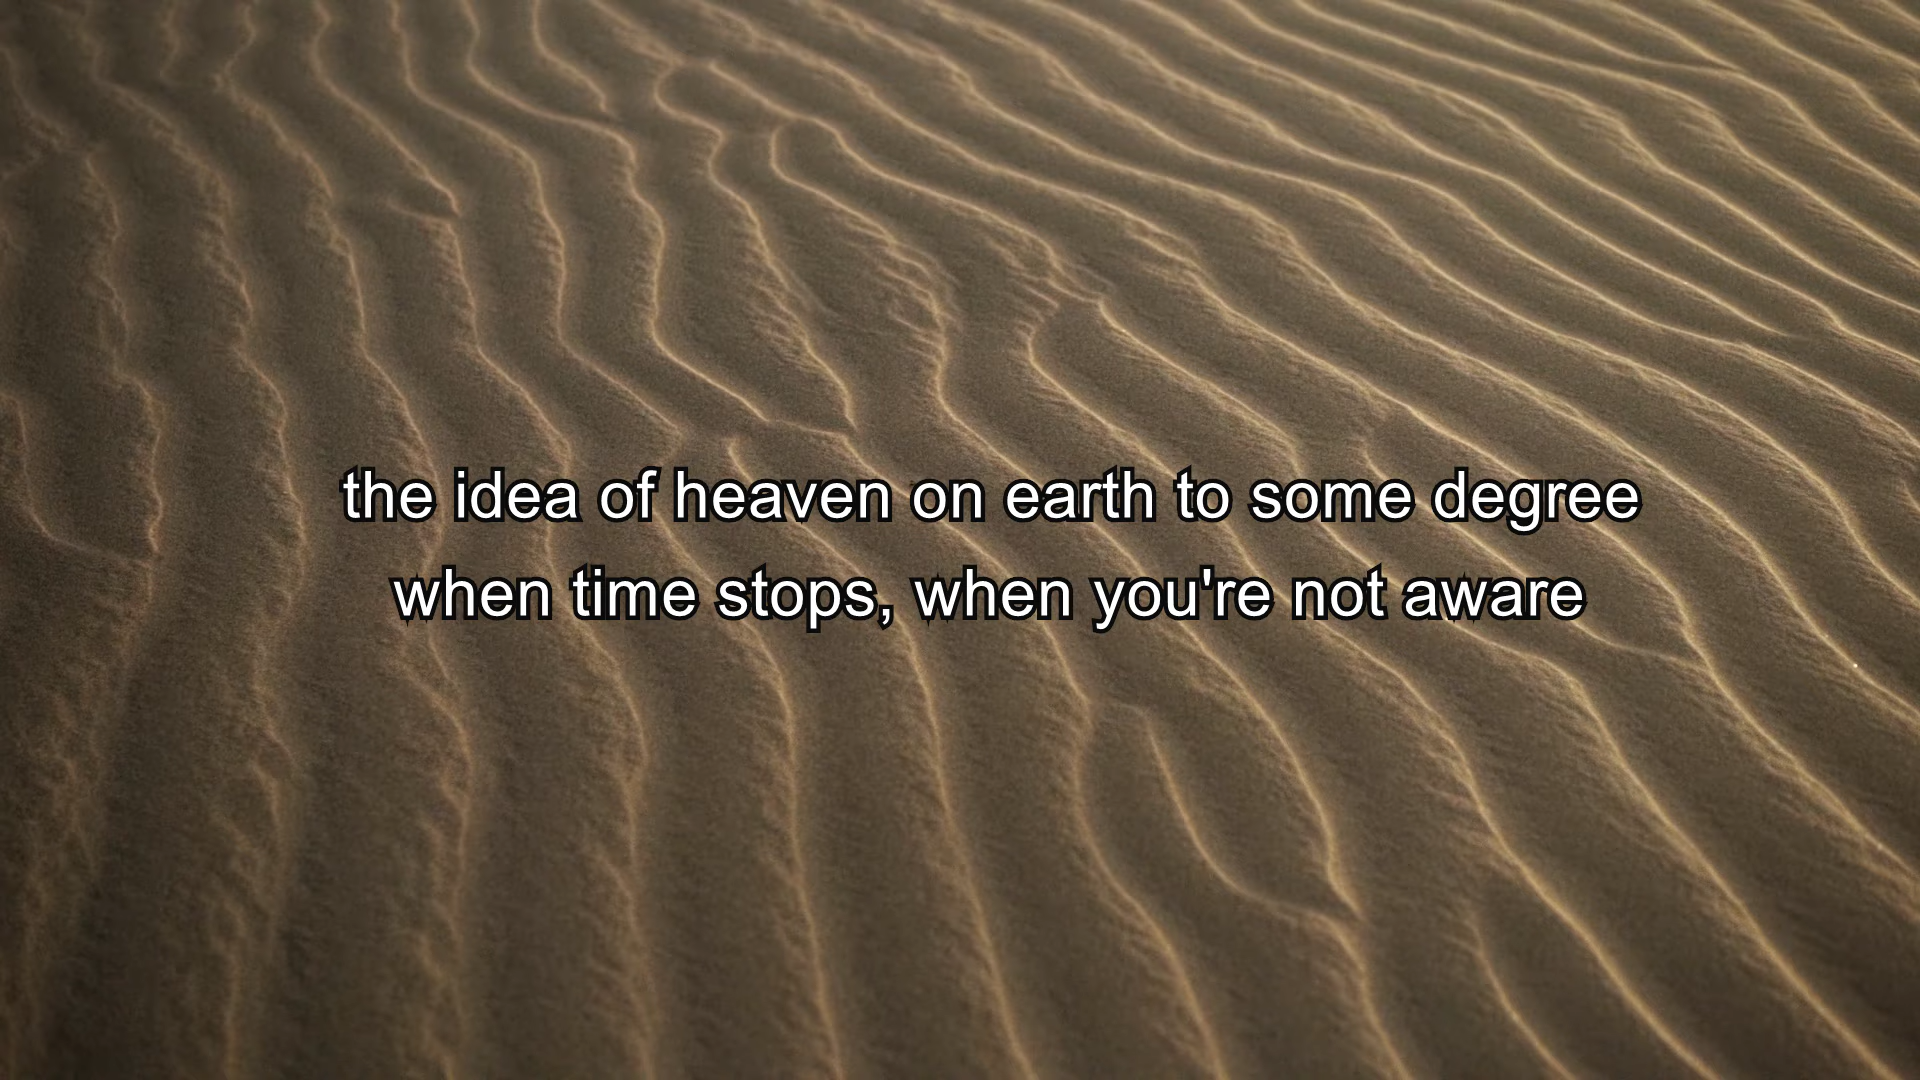 the idea of heaven on earth to some degree
when time stops, when you're not aware